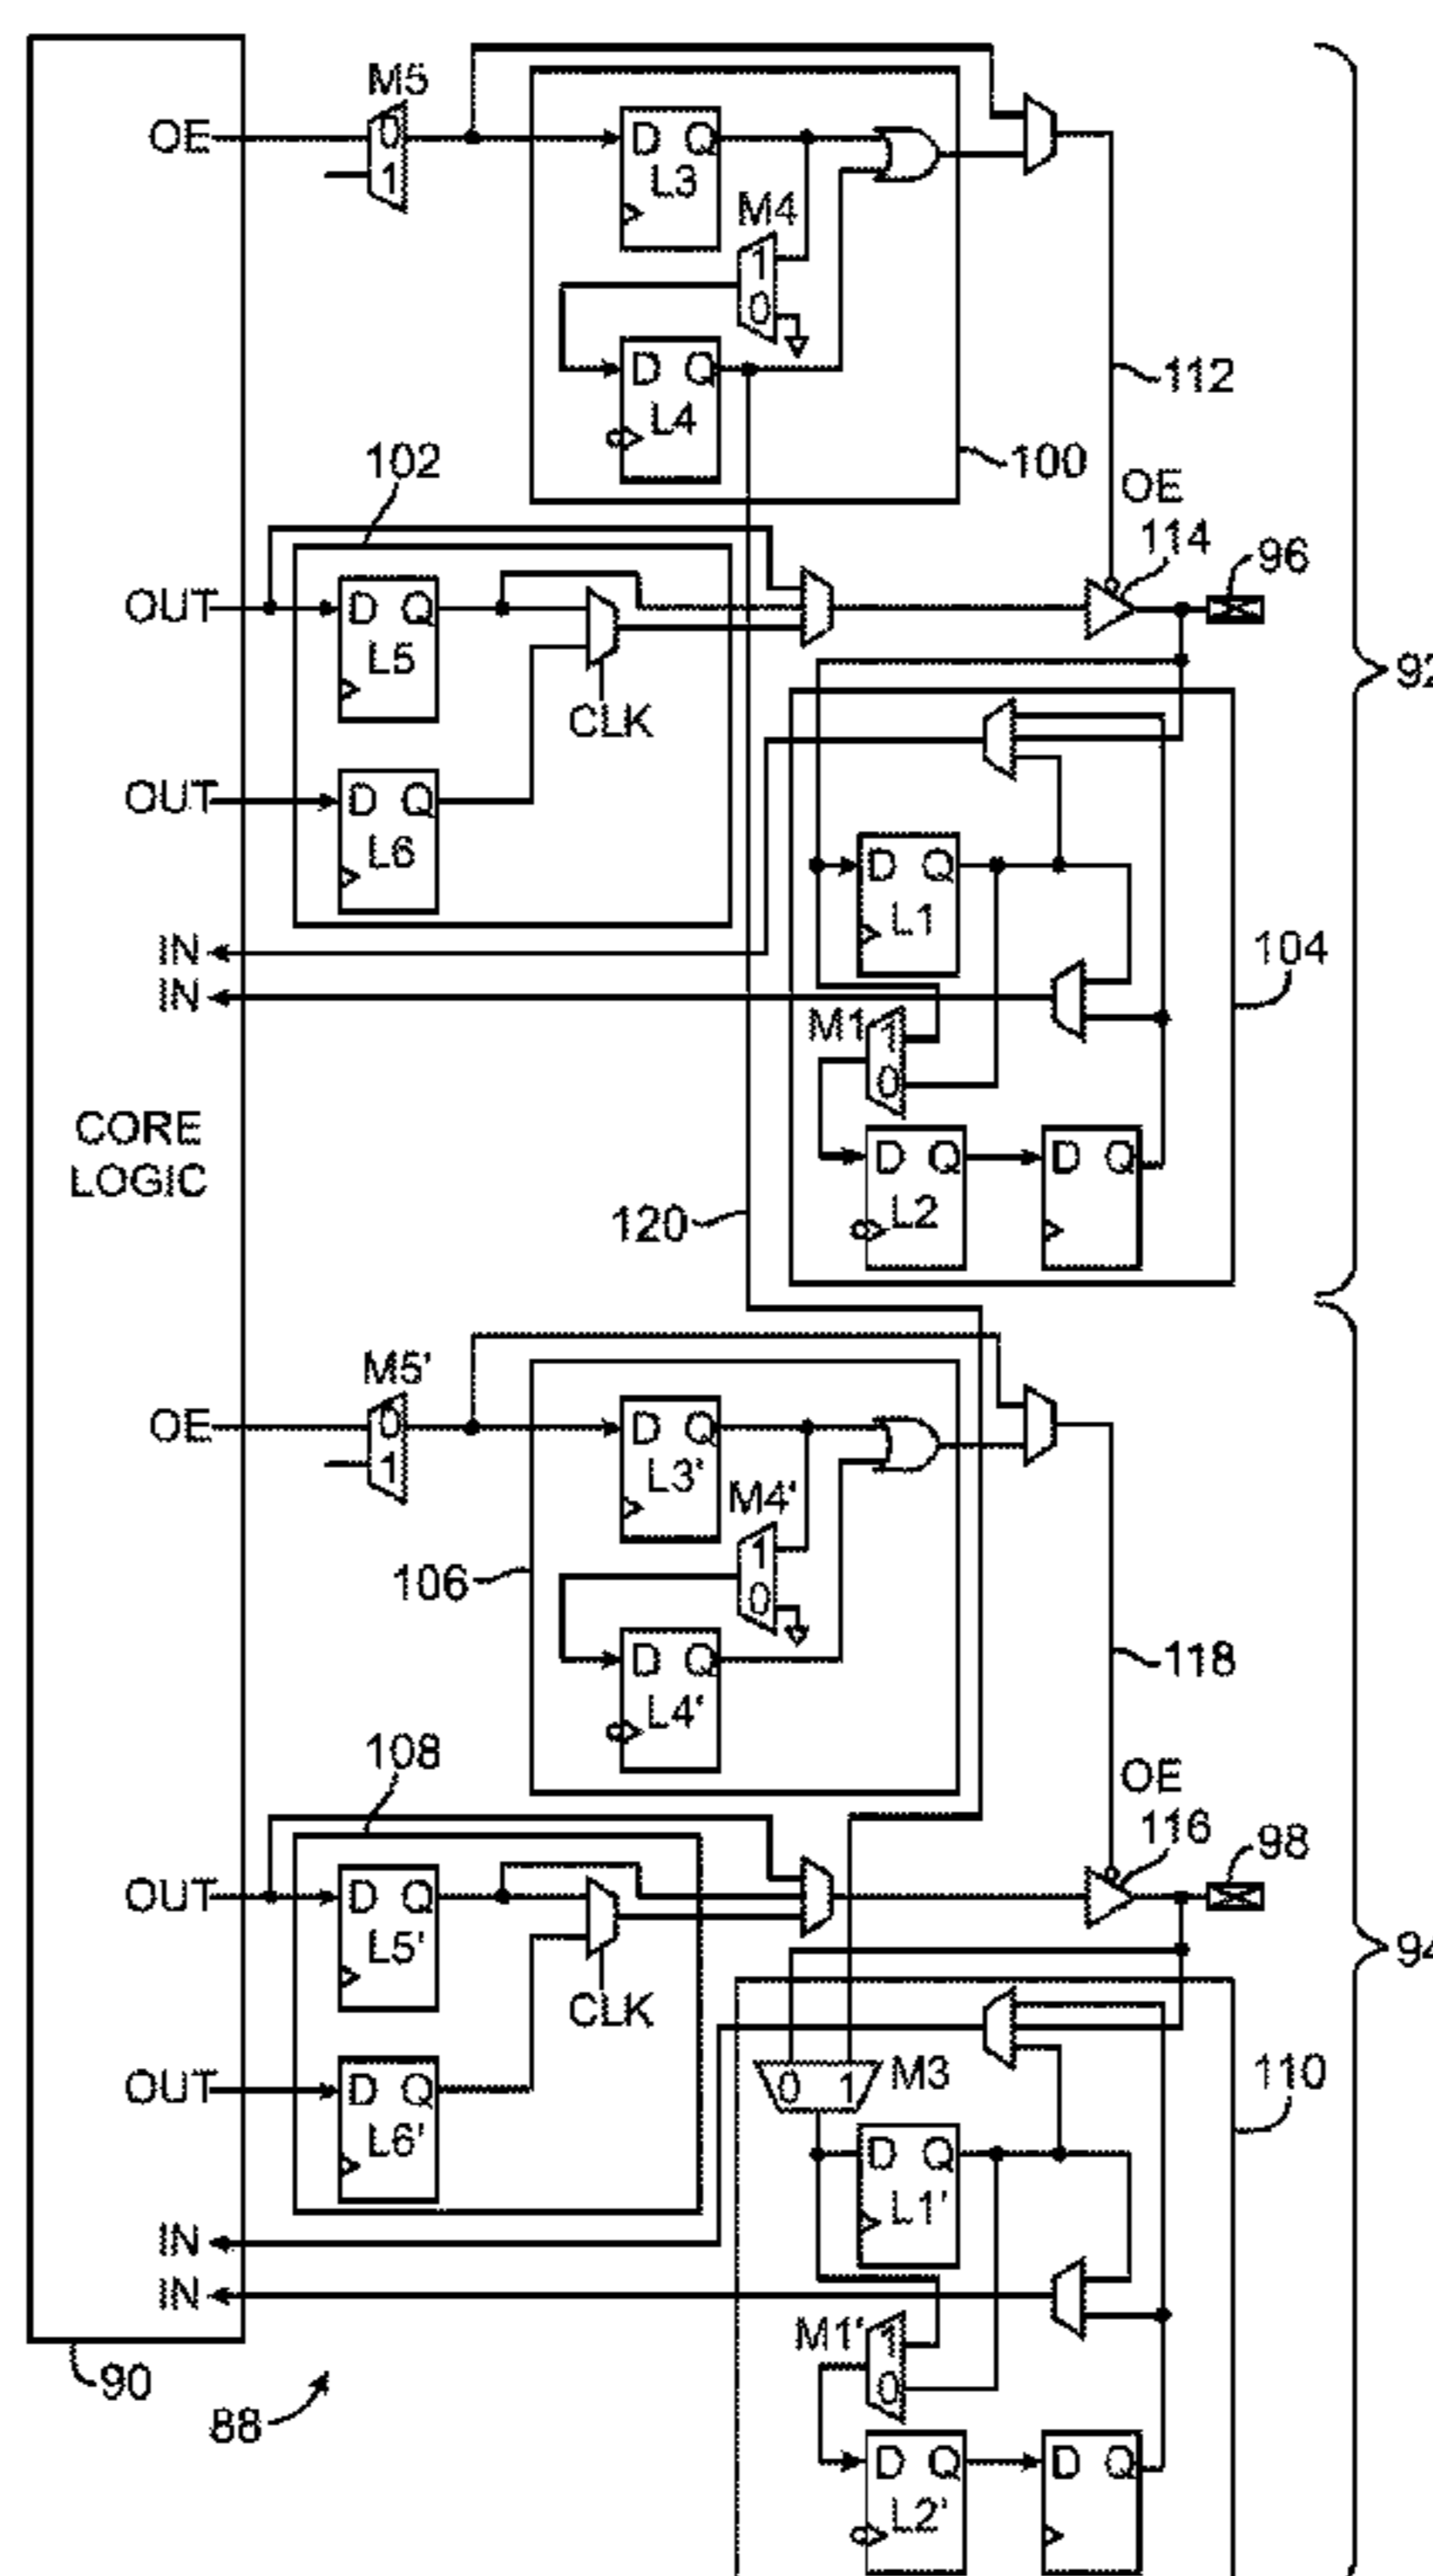 M5
OE
0
1
D Q
L3
M4
1
0
D Q
L4
112
100
102
OE
114
96
OUT
D Q
L5
CLK
OUT
D Q
L6
92
IN
IN
D Q
L1
104
M1
1
0
CORE
LOGIC
D Q
L2
D Q
120
M5'
OE
0
1
D Q
L3'
M4'
1
0
106
D Q
L4'
118
108
OE
116
98
OUT
D Q
L5'
CLK
94
OUT
D Q
L6'
0 1
M3
110
D Q
L1'
IN
IN
M1'
1
0
90
88
D Q
L2'
D Q